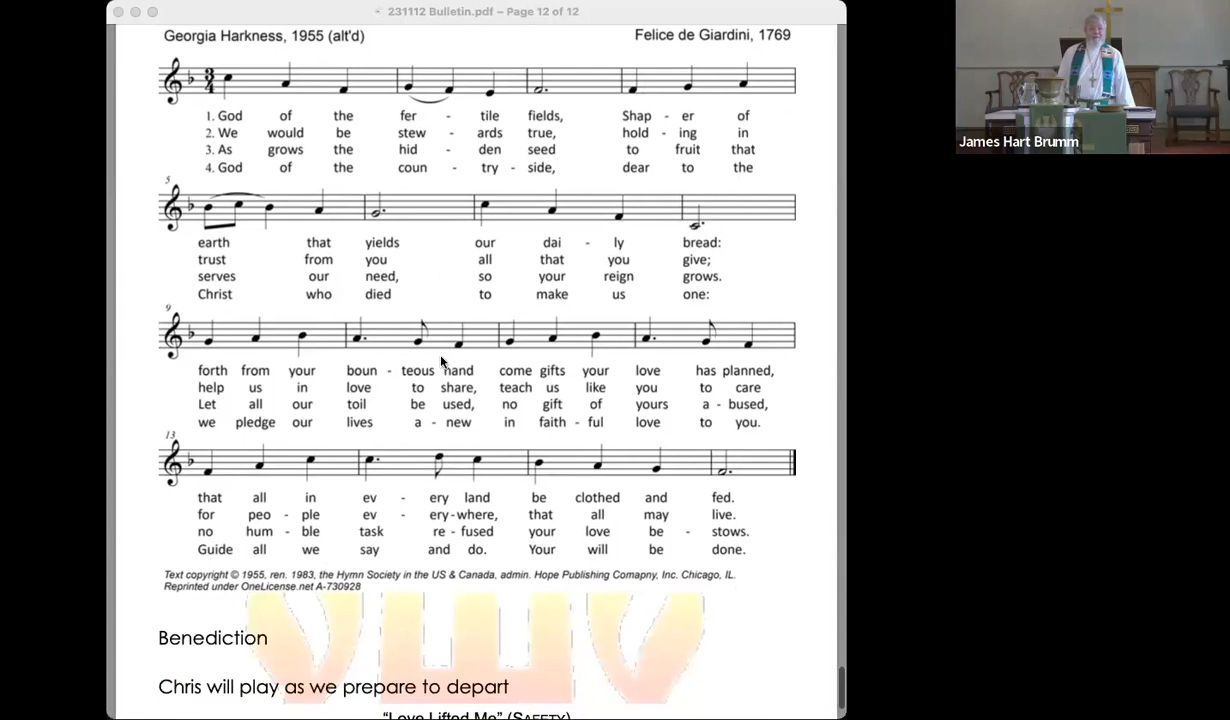 231112 Bulletin.pdf – Page 12 of 12
Georgia Harkness, 1955 (alt'd) Felice de Giardini, 1769
1. God of the fer - tile fields, Shap - er of
2. We would be stew - ards true, hold - ing in
3. As grows the hid - den seed to fruit that
4. God of the coun - try - side, dear to the
5
earth that yields our dai - ly bread:
trust from you all that you give;
serves our need, so your reign grows.
Christ who died to make us one:
9
forth from your boun - teous hand come gifts your love has planned,
help us in love to share, teach us like you to care
Let all our toil be used, no gift of yours a - bused,
we pledge our lives a - new in faith - ful love to you.
13
that all in ev - ery land be clothed and fed.
for peo - ple ev - ery - where, that all may live.
no hum - ble task re - fused your love be - stows.
Guide all we say and do. Your will be done.
Text copyright © 1955, ren. 1983, the Hymn Society in the US & Canada, admin. Hope Publishing Comapny, Inc. Chicago, IL.
Reprinted under OneLicense.net A-730928
Benediction
Chris will play as we prepare to depart
"Love Lifted Me" (SAFETY)
James Hart Brumm